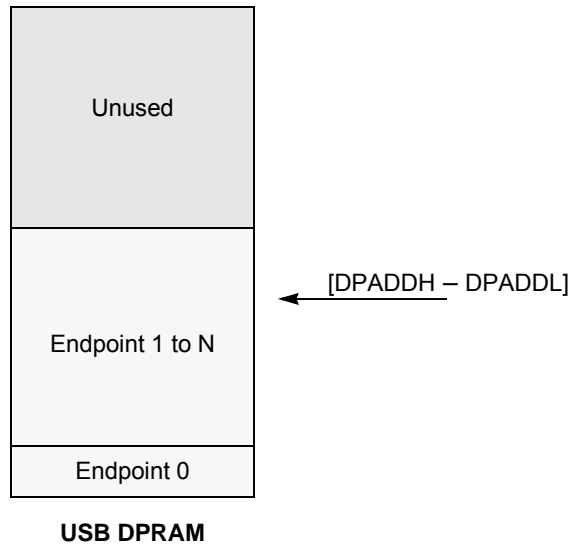 Unused
[DPADDH – DPADDL]
Endpoint 1 to N
Endpoint 0
USB DPRAM